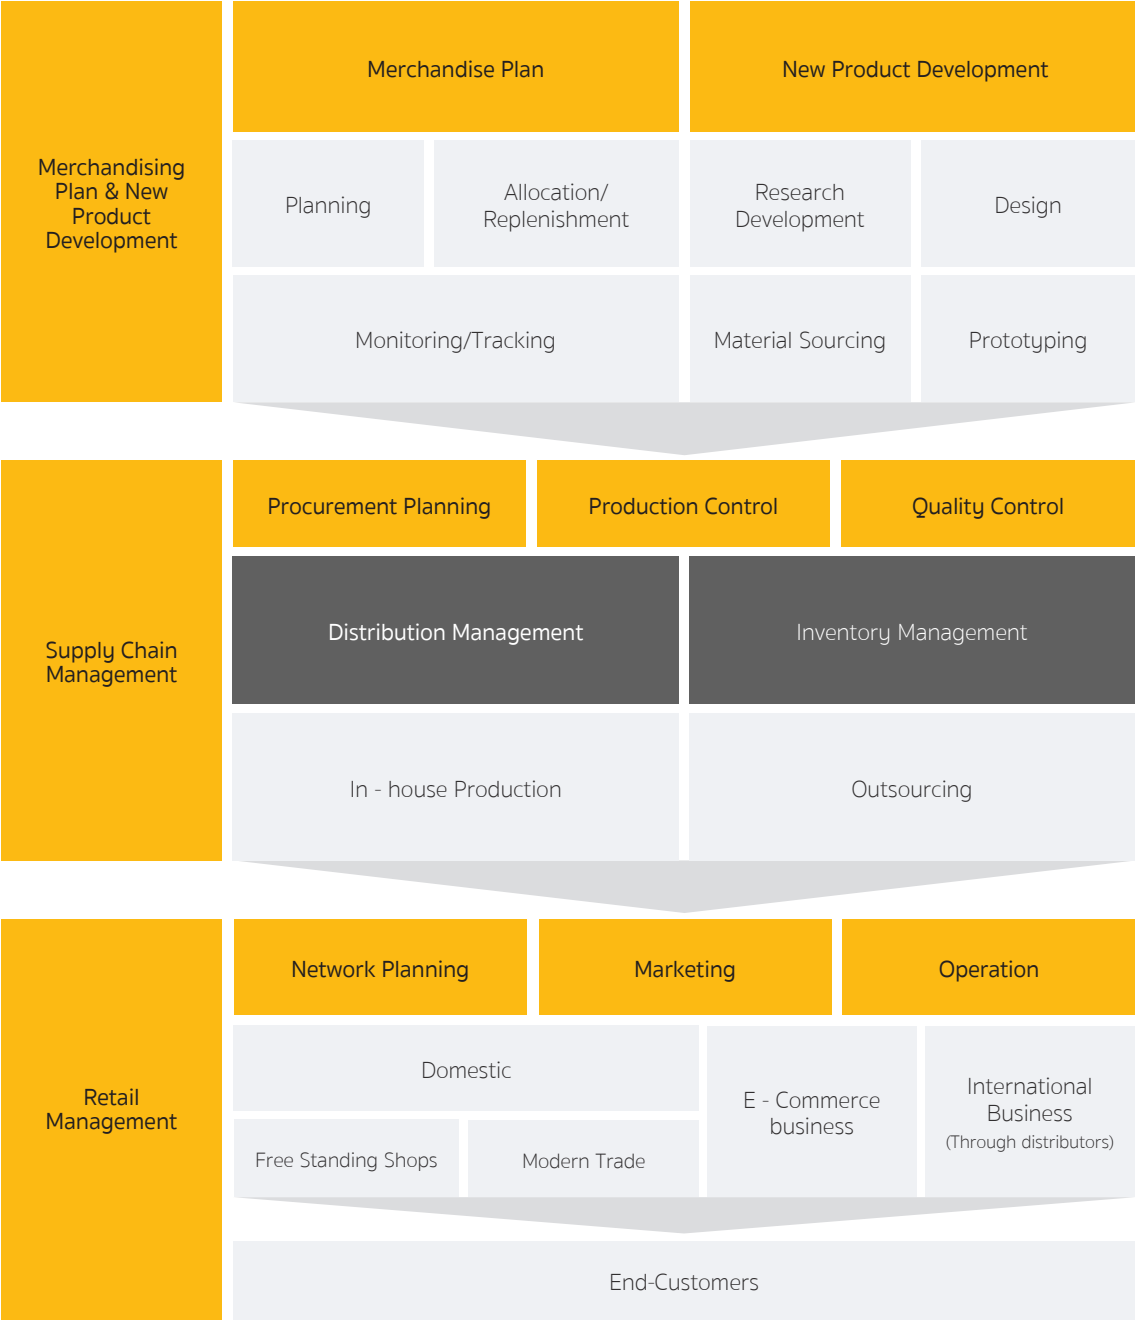 Merchandise Plan
New Product Development
Merchandising
Plan & New
Product
Development
Planning
Allocation/
Replenishment
Research
Development
Design
Monitoring/Tracking
Material Sourcing
Prototyping
Procurement Planning
Production Control
Quality Control
Supply Chain
Management
Distribution Management
Inventory Management
In - house Production
Outsourcing
Network Planning
Marketing
Operation
Retail
Management
Domestic
E - Commerce
business
International
Business
(Through distributors)
Free Standing Shops
Modern Trade
End-Customers